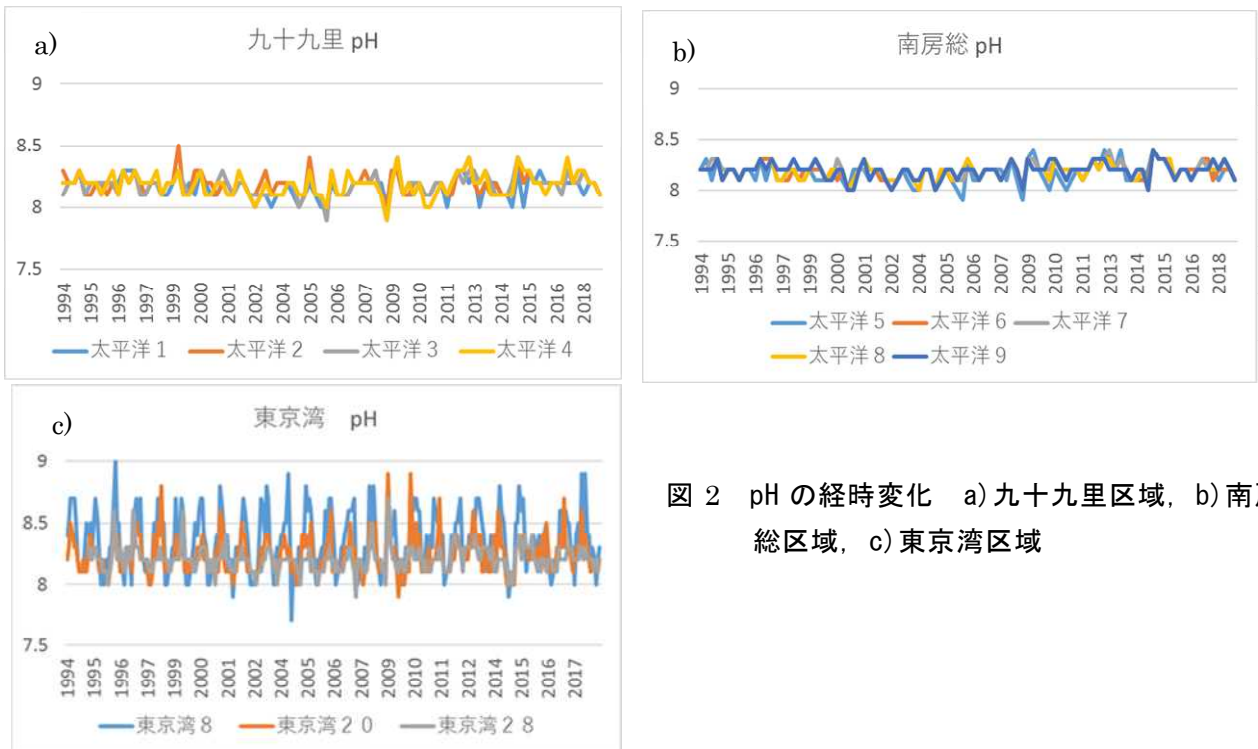 a)
九十九里 pH
9
8.5
8
7.5
1994 1995 1996 1997 1999 2000 2001 2002 2004 2005 2006 2007 2009 2010 2011 2012 2014 2015 2016 2018
太平洋1 太平洋2 太平洋3 太平洋4
b)
南房総 pH
9
8.5
8
7.5
1994 1995 1996 1997 1999 2000 2001 2002 2004 2005 2006 2007 2009 2010 2011 2013 2014 2015 2016 2018
太平洋5 太平洋6 太平洋7
太平洋8 太平洋9
c)
東京湾 pH
9
8.5
8
7.5
1994 1995 1996 1997 1999 2000 2001 2002 2004 2005 2006 2007 2009 2010 2011 2012 2014 2015 2016 2017
東京湾8 東京湾20 東京湾28
図 2 pH の経時変化 a)九十九里区域, b)南
総区域, c)東京湾区域